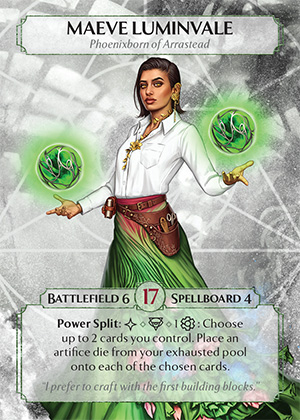 MAEVE LUMINVALE
Phoenixborn of Arrastead
BATTLEFIELD 6 17 SPELLBOARD 4
Power Split: 1 : Choose
up to 2 cards you control. Place an
artifice die from your exhausted pool
onto each of the chosen cards.
"I prefer to craft with the first building blocks."